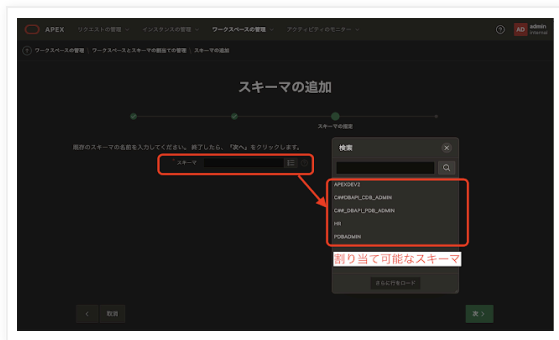 APEX リクエストの管理 インスタンスの管理 ワークスペースの管理 アクティビティのモニター AD admin internal
ワークスペースの管理 ワークスペースとスキーマの割当ての管理 スキーマの追加
スキーマの追加
スキーマの指定
既存のスキーマの名前を入力してください。終了したら、「次へ」をクリックします。
* スキーマ
検索
APEXDEV2
C##DBAPI_CDB_ADMIN
C##_DBAPI_PDB_ADMIN
HR
PDBADMIN
割り当て可能なスキーマ
さらに行をロード
取消
次 >